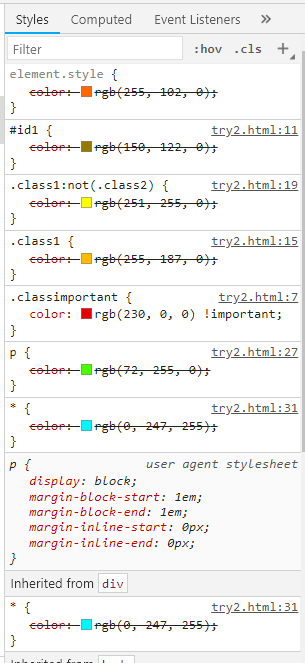 Styles Computed Event Listeners »
Filter :hov .cls +
element.style {
color: rgb(255, 102, 0);
}
#id1 { try2.html:11
color: rgb(150, 122, 0);
}
.class1:not(.class2) { try2.html:19
color: rgb(251, 255, 0);
}
.class1 { try2.html:15
color: rgb(255, 187, 0);
}
.classimportant { try2.html:7
color: rgb(230, 0, 0) !important;
}
p { try2.html:27
color: rgb(72, 255, 0);
}
* { try2.html:31
color: rgb(0, 247, 255);
}
p { user agent stylesheet
display: block;
margin-block-start: 1em;
margin-block-end: 1em;
margin-inline-start: 0px;
margin-inline-end: 0px;
}
Inherited from div
* { try2.html:31
color: rgb(0, 247, 255);
}
Inherited from